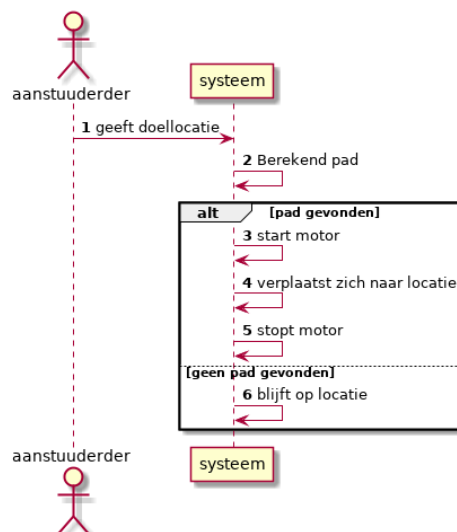 aanstuuderder
systeem
1 geeft doellocatie
2 Berekend pad
alt [pad gevonden]
3 start motor
4 verplaatst zich naar locatie
5 stopt motor
[geen pad gevonden]
6 blijft op locatie
aanstuuderder
systeem